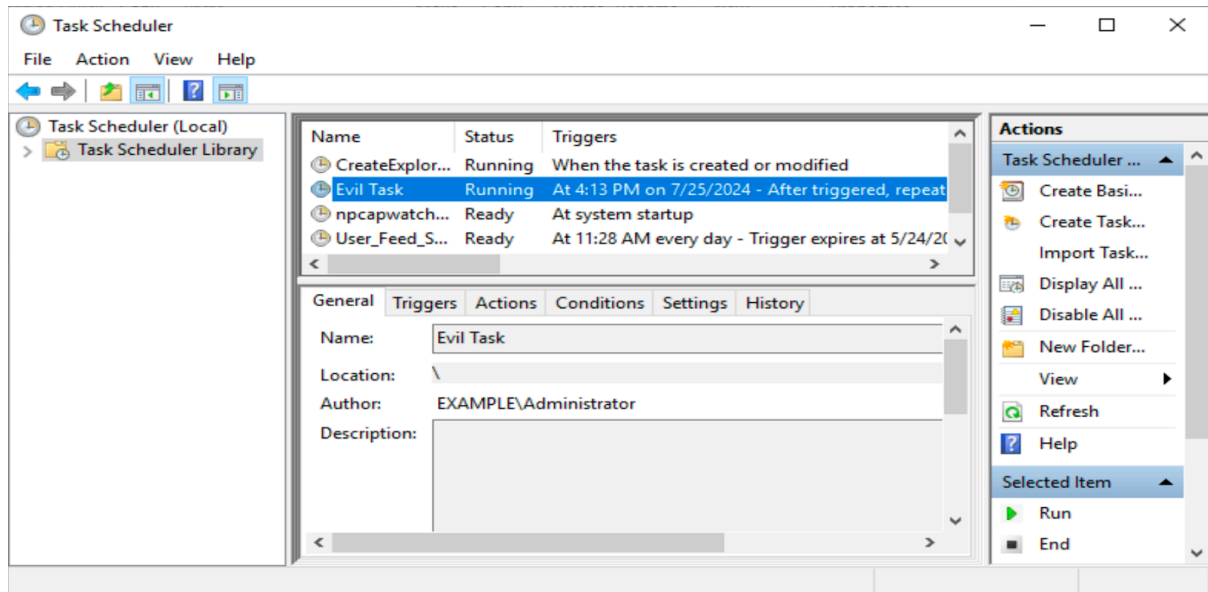 Task Scheduler
File Action View Help
Task Scheduler (Local)
Task Scheduler Library
Name Status Triggers
CreateExplor... Running When the task is created or modified
Evil Task Running At 4:13 PM on 7/25/2024 - After triggered, repeat
npcapwatch... Ready At system startup
User_Feed_S... Ready At 11:28 AM every day - Trigger expires at 5/24/20
General Triggers Actions Conditions Settings History
Name: Evil Task
Location: \
Author: EXAMPLE\Administrator
Description:
Actions
Task Scheduler ...
Create Basi...
Create Task...
Import Task...
Display All ...
Disable All ...
New Folder...
View
Refresh
Help
Selected Item
Run
End